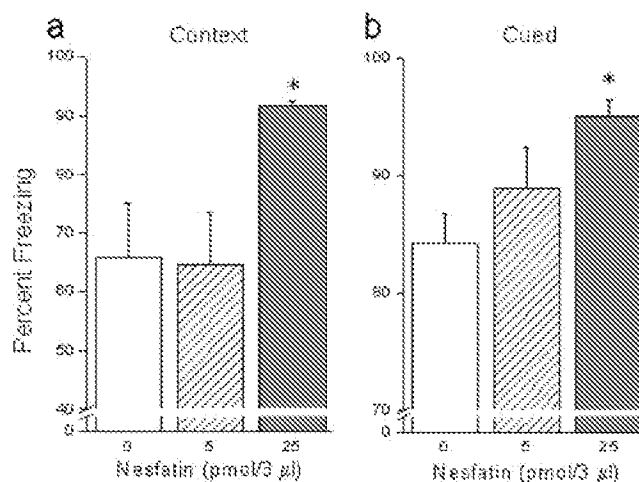 a Context
b Cued
Percent Freezing
100
90
80
70
60
50
40
0
100
90
80
70
0
0 5 25
Nesfatin (pmol/3 µl)
0 5 25
Nesfatin (pmol/3 µl)
*
*